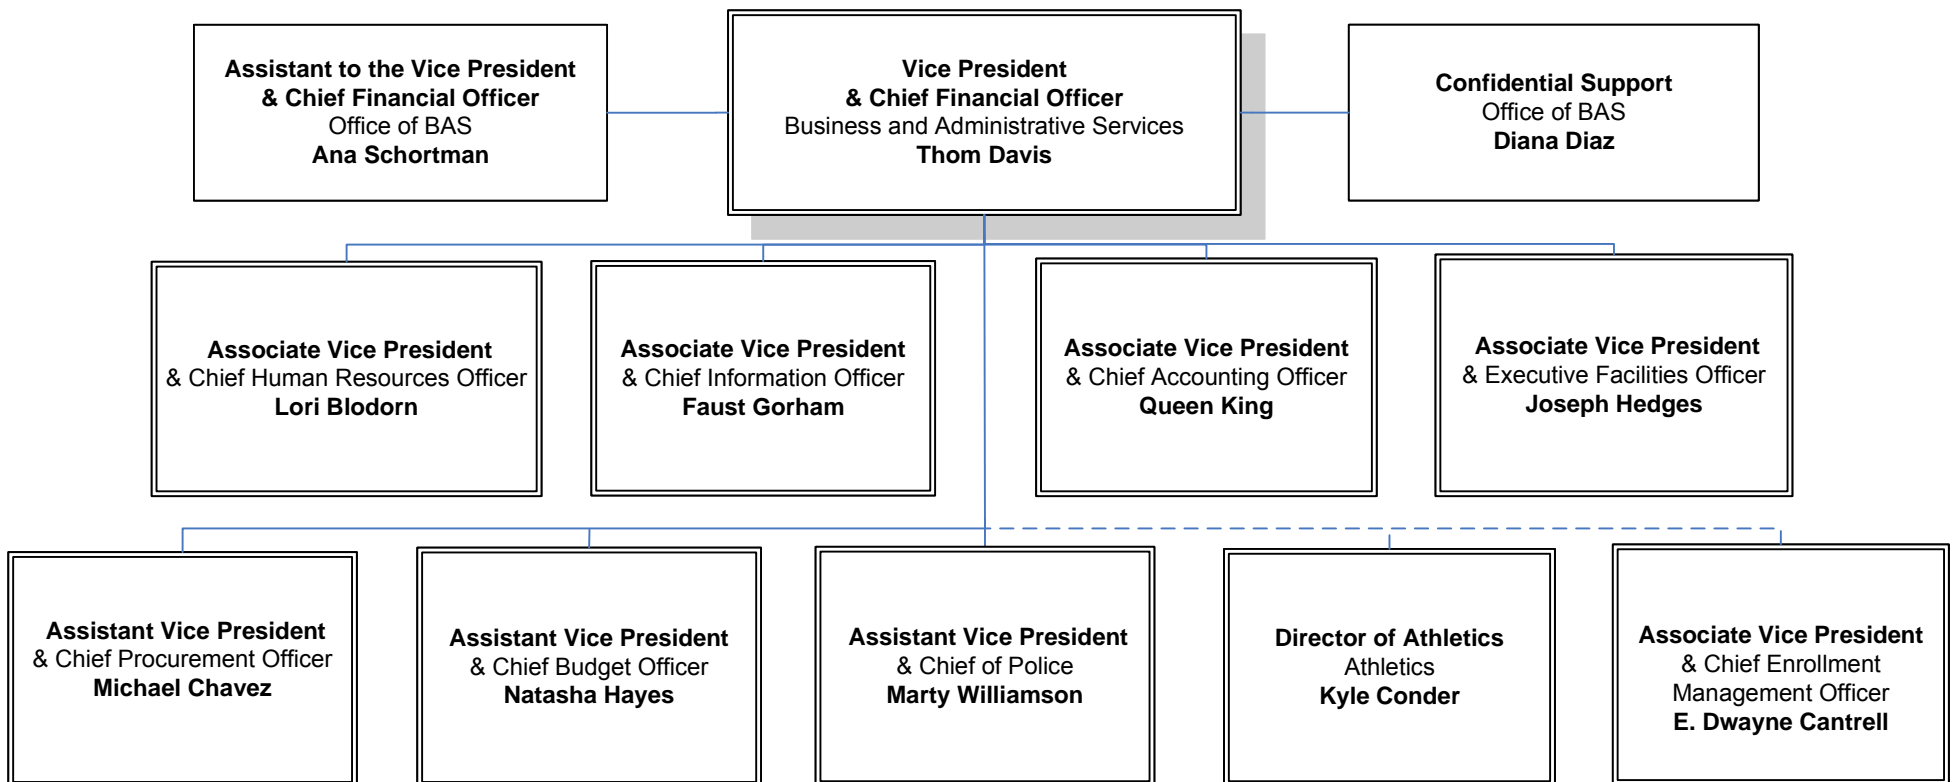 Assistant to the Vice President
& Chief Financial Officer
Office of BAS
Ana Schortman
Vice President
& Chief Financial Officer
Business and Administrative Services
Thom Davis
Confidential Support
Office of BAS
Diana Diaz
Associate Vice President
& Chief Human Resources Officer
Lori Blodorn
Associate Vice President
& Chief Information Officer
Faust Gorham
Associate Vice President
& Chief Accounting Officer
Queen King
Associate Vice President
& Executive Facilities Officer
Joseph Hedges
Assistant Vice President
& Chief Procurement Officer
Michael Chavez
Assistant Vice President
& Chief Budget Officer
Natasha Hayes
Assistant Vice President
& Chief of Police
Marty Williamson
Director of Athletics
Athletics
Kyle Conder
Associate Vice President
& Chief Enrollment
Management Officer
E. Dwayne Cantrell